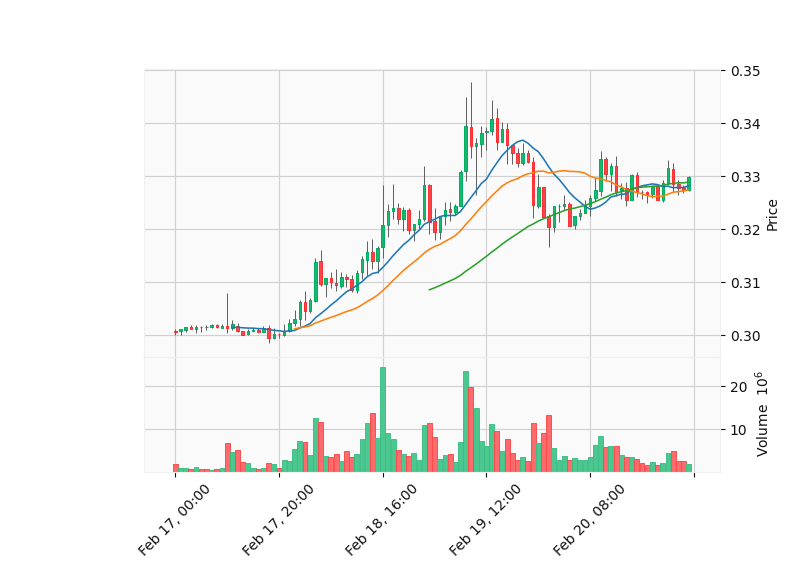 0.35
0.34
0.33
0.32
0.31
0.30
Price
20
10
Volume 10^6
Feb 17, 00:00
Feb 17, 20:00
Feb 18, 16:00
Feb 19, 12:00
Feb 20, 08:00